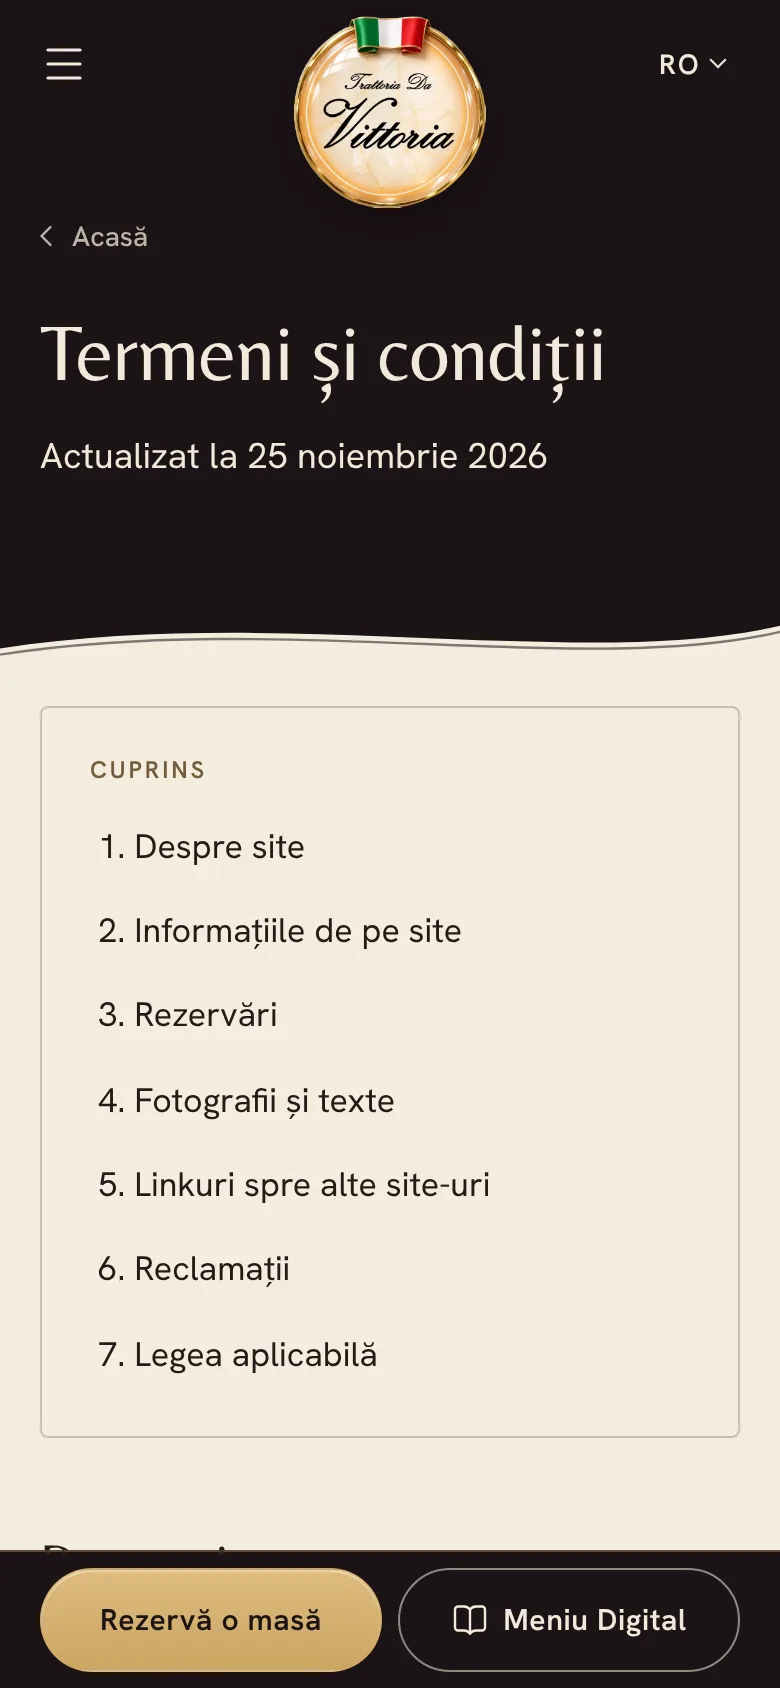 Trattoria Da
Vittoria
RO
Acasă
Termeni și condiții
Actualizat la 25 noiembrie 2026
CUPRINS
1. Despre site
2. Informațiile de pe site
3. Rezervări
4. Fotografii și texte
5. Linkuri spre alte site-uri
6. Reclamații
7. Legea aplicabilă
Rezervă o masă
Meniu Digital